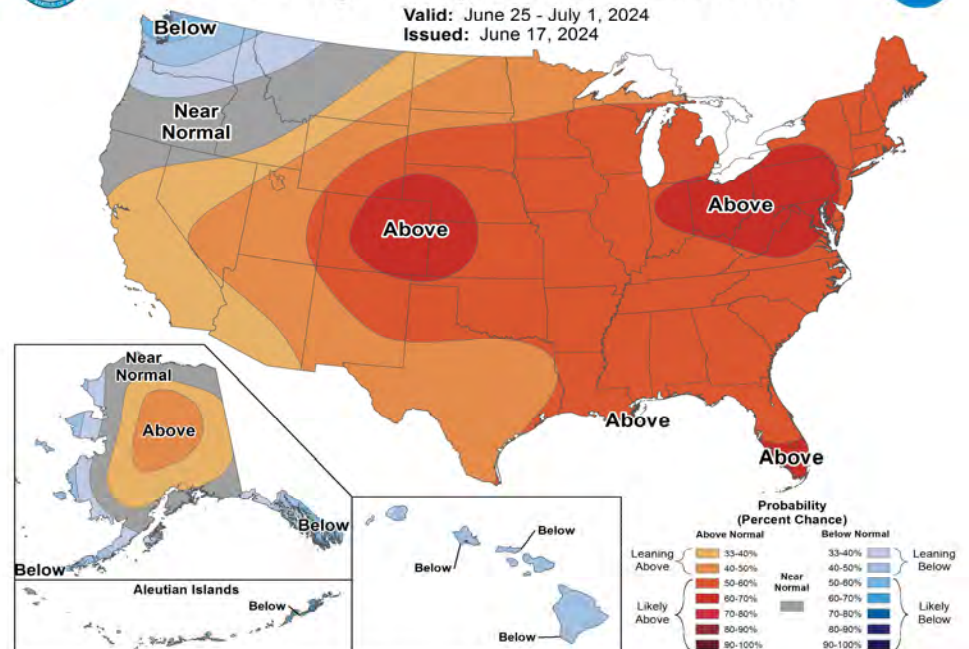 Valid: June 25 - July 1, 2024
Issued: June 17, 2024
Below
Near
Normal
Above
Above
Above
Above
Near
Normal
Above
Below
Below
Aleutian Islands
Below
Below
Below
Below
Probability
(Percent Chance)
Above Normal
Below Normal
Leaning
Above
33-40%
40-50%
Likely
Above
50-60%
60-70%
70-80%
80-90%
90-100%
Near
Normal
33-40%
40-50%
Leaning
Below
50-60%
60-70%
70-80%
80-90%
90-100%
Likely
Below